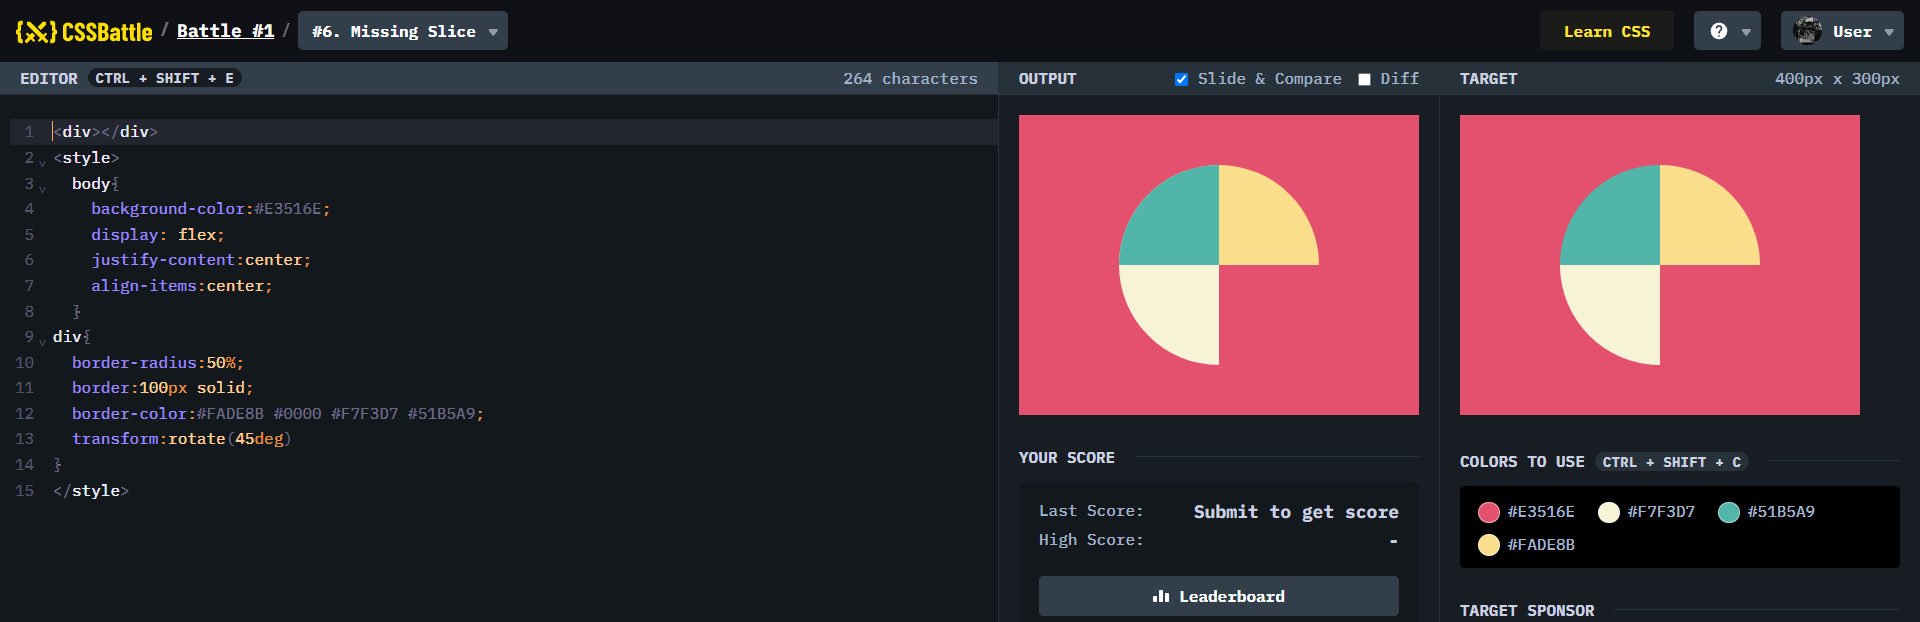 {X} CSSBattle / Battle #1 / #6. Missing Slice
Learn CSS
?
User
EDITOR CTRL + SHIFT + E
264 characters
OUTPUT
Slide & Compare
Diff
TARGET
400px x 300px
1 <div></div>
2 <style>
3 body{
4 background-color:#E3516E;
5 display: flex;
6 justify-content:center;
7 align-items:center;
8 }
9 div{
10 border-radius:50%;
11 border:100px solid;
12 border-color:#FADE8B #0000 #F7F3D7 #51B5A9;
13 transform:rotate(45deg)
14 }
15 </style>
YOUR SCORE
Last Score: Submit to get score
High Score: -
Leaderboard
COLORS TO USE CTRL + SHIFT + C
#E3516E #F7F3D7 #51B5A9
#FADE8B
TARGET SPONSOR